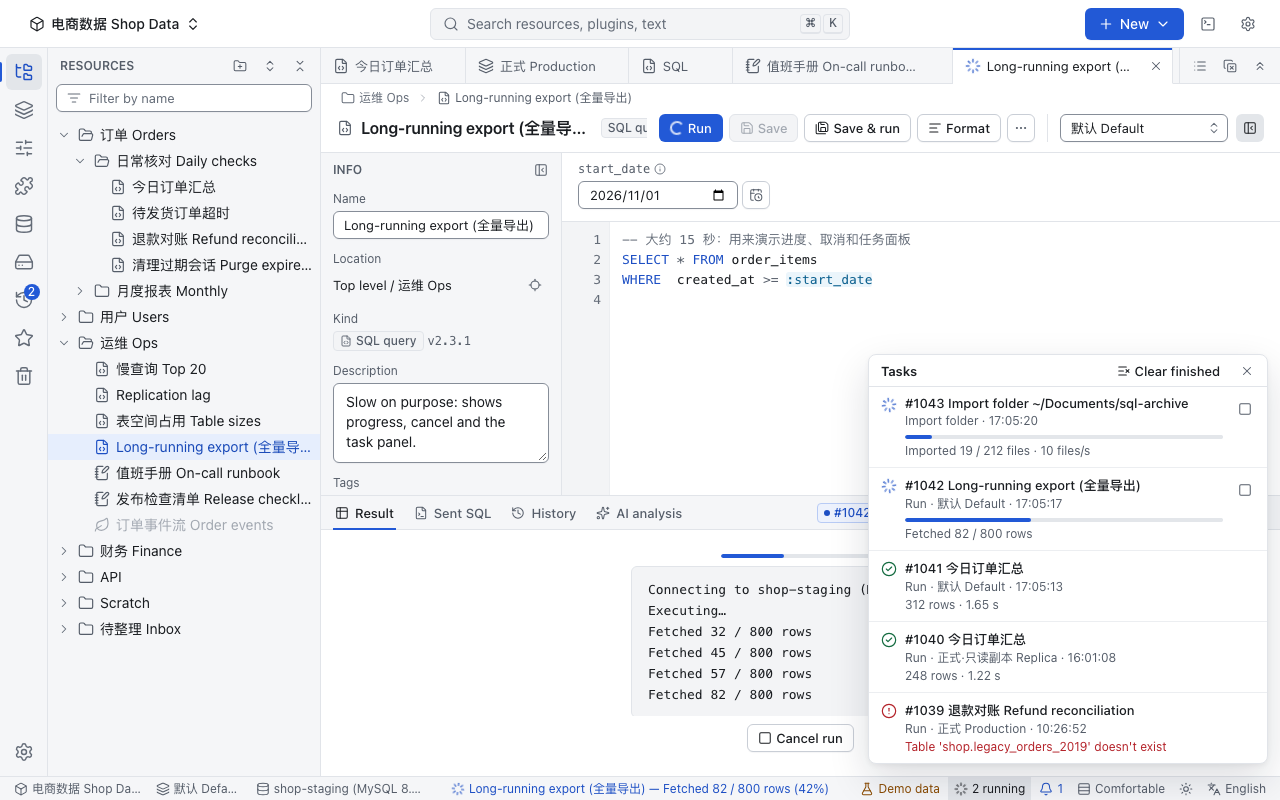 电商数据 Shop Data
Search resources, plugins, text
⌘ K
New
RESOURCES
Filter by name
订单 Orders
日常核对 Daily checks
今日订单汇总
待发货订单超时
退款对账 Refund reconcili...
清理过期会话 Purge expire...
月度报表 Monthly
用户 Users
运维 Ops
慢查询 Top 20
Replication lag
表空间占用 Table sizes
Long-running export (全量导...
值班手册 On-call runbook
发布检查清单 Release checkl...
订单事件流 Order events
财务 Finance
API
Scratch
待整理 Inbox
2
今日订单汇总
正式 Production
SQL
值班手册 On-call runbo...
Long-running export (...
运维 Ops
Long-running export (全量导出)
Long-running export (全量导...
SQL qu
Run
Save
Save & run
Format
默认 Default
INFO
Name
Long-running export (全量导出)
Location
Top level / 运维 Ops
Kind
SQL query
v2.3.1
Description
Slow on purpose: shows
progress, cancel and the
task panel.
Tags
start_date
2026/11/01
1 -- 大约 15 秒: 用来演示进度、取消和任务面板
2 SELECT * FROM order_items
3 WHERE created_at >= :start_date
4
Result
Sent SQL
History
AI analysis
#1042
Connecting to shop-staging (
Executing…
Fetched 32 / 800 rows
Fetched 45 / 800 rows
Fetched 57 / 800 rows
Fetched 82 / 800 rows
Cancel run
Tasks
Clear finished
#1043 Import folder ~/Documents/sql-archive
Import folder · 17:05:20
Imported 19 / 212 files · 10 files/s
#1042 Long-running export (全量导出)
Run · 默认 Default · 17:05:17
Fetched 82 / 800 rows
#1041 今日订单汇总
Run · 默认 Default · 17:05:13
312 rows · 1.65 s
#1040 今日订单汇总
Run · 正式·只读副本 Replica · 16:01:08
248 rows · 1.22 s
#1039 退款对账 Refund reconciliation
Run · 正式 Production · 10:26:52
Table 'shop.legacy_orders_2019' doesn't exist
电商数据 Shop Da...
默认 Defa...
shop-staging (MySQL 8....
Long-running export (全量导出) — Fetched 82 / 800 rows (42%)
Demo data
2 running
1
Comfortable
English